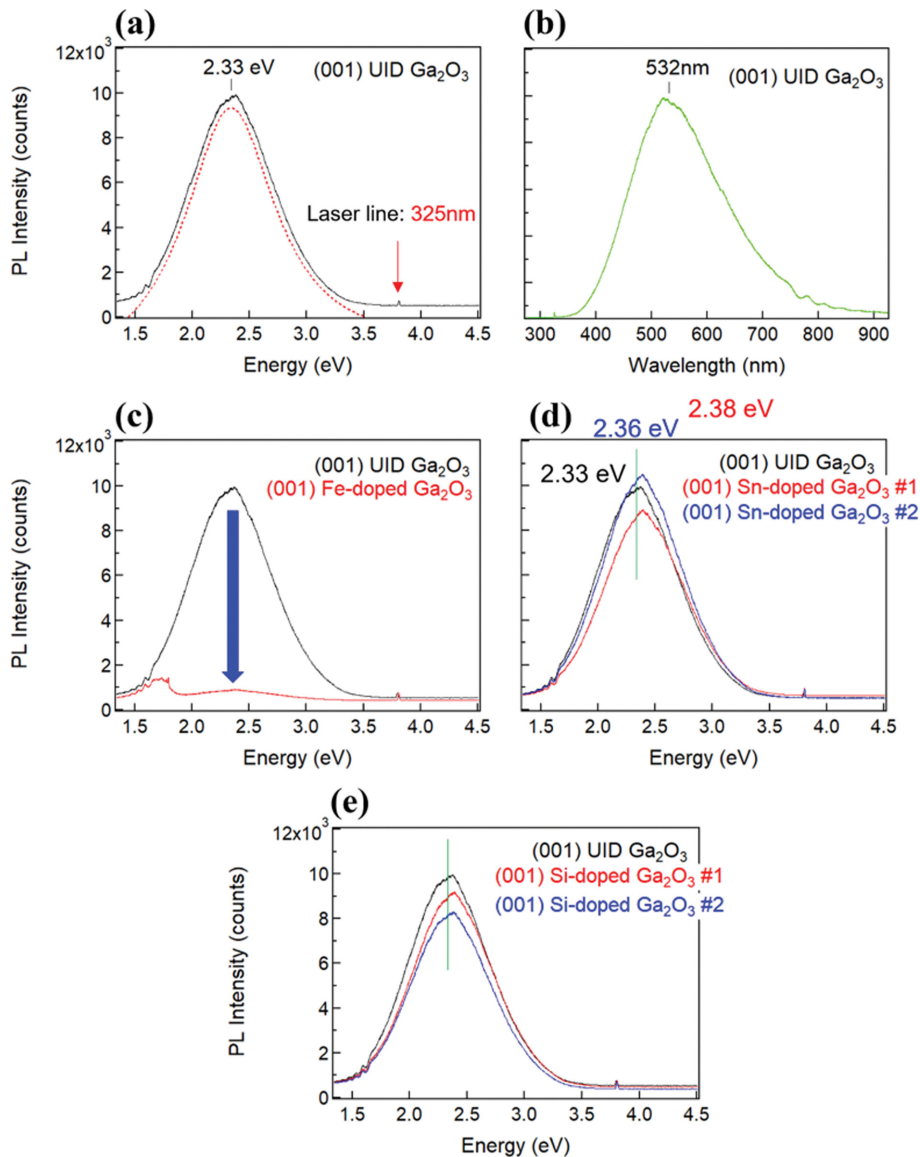 (a)
12x10³
2.33 eV
(001) UID Ga₂O₃
10
8
6
4
2
0
PL Intensity (counts)
Laser line: 325nm
1.5 2.0 2.5 3.0 3.5 4.0 4.5
Energy (eV)
(b)
532nm
(001) UID Ga₂O₃
PL Intensity (counts)
300 400 500 600 700 800 900
Wavelength (nm)
(c)
12x10³
(001) UID Ga₂O₃
(001) Fe-doped Ga₂O₃
10
8
6
4
2
0
PL Intensity (counts)
1.5 2.0 2.5 3.0 3.5 4.0 4.5
Energy (eV)
(d)
2.38 eV
2.36 eV
2.33 eV
(001) UID Ga₂O₃
(001) Sn-doped Ga₂O₃ #1
(001) Sn-doped Ga₂O₃ #2
PL Intensity (counts)
1.5 2.0 2.5 3.0 3.5 4.0 4.5
Energy (eV)
(e)
12x10³
(001) UID Ga₂O₃
(001) Si-doped Ga₂O₃ #1
(001) Si-doped Ga₂O₃ #2
10
8
6
4
2
0
PL Intensity (counts)
1.5 2.0 2.5 3.0 3.5 4.0 4.5
Energy (eV)